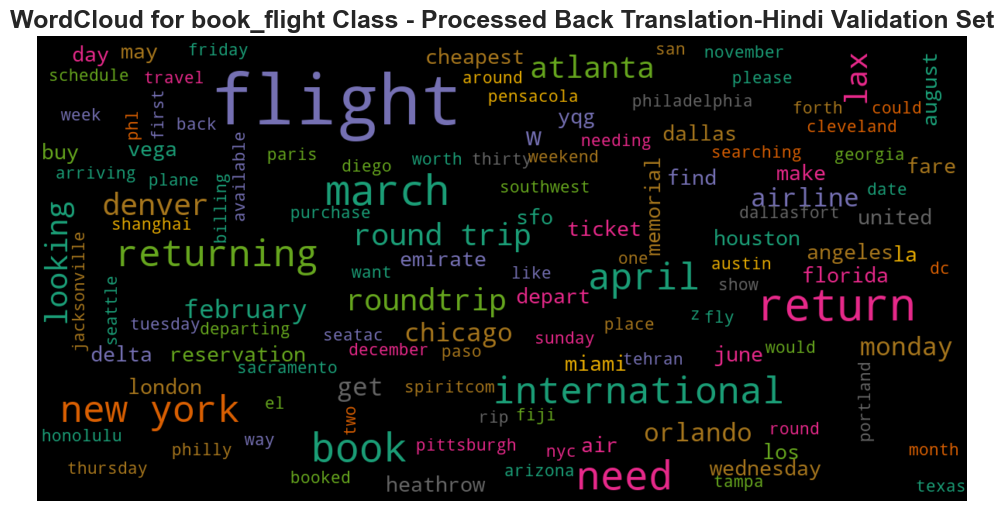 WordCloud for book_flight Class - Processed Back Translation-Hindi Validation Set
day may friday cheapest san november
schedule travel flight around atlanta please lax august
week phl first back pensacola philadelphia forth could
yqg w dallas needing cleveland
buy vega available paris diego worth thirty weekend searching georgia fare
arriving plane march southwest memorial find make airline date
denver billing purchase sfo ticket dallasfort united
shanghai round trip houston
looking returning emirate one angeles la
jacksonville seattle want like april austin florida dc
february roundtrip depart show return
tuesday departing seatac chicago place z fly
delta reservation december paso sunday miami tehran june would monday
sacramento
london get spiritcom international portland
new york el two rip fiji
honolulu way book pittsburgh nyc air orlando round los month
philly
thursday booked heathrow arizona need wednesday tampa texas